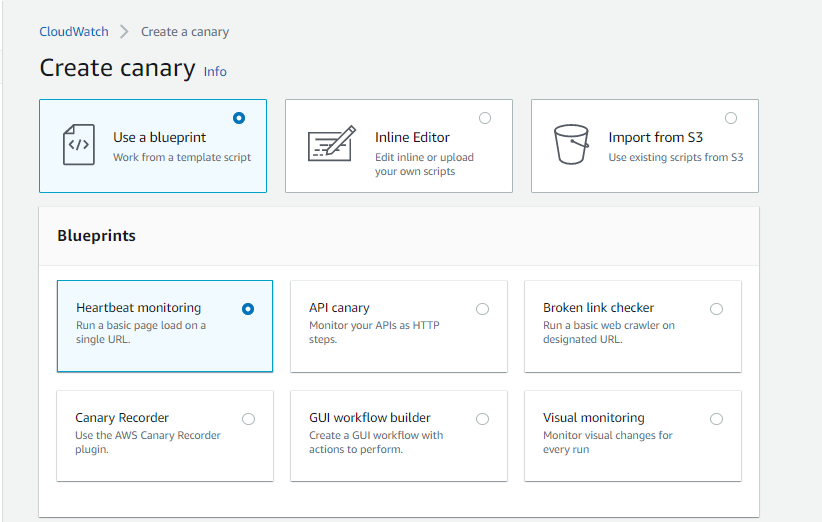 CloudWatch > Create a canary
Create canary Info
Use a blueprint
Work from a template script
Inline Editor
Edit inline or upload
your own scripts
Import from S3
Use existing scripts from S3
Blueprints
Heartbeat monitoring
Run a basic page load on a
single URL.
API canary
Monitor your APIs as HTTP
steps.
Broken link checker
Run a basic web crawler on
designated URL.
Canary Recorder
Use the AWS Canary Recorder
plugin.
GUI workflow builder
Create a GUI workflow with
actions to perform.
Visual monitoring
Monitor visual changes for
every run